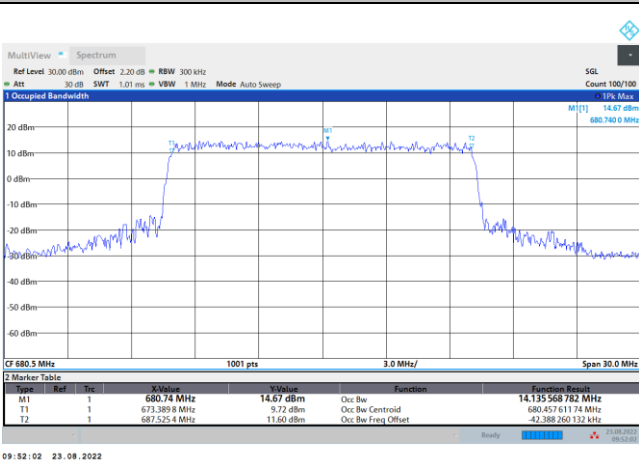 MultiView Spectrum
Ref Level 30.00 dBm Offset 2.20 dB RBW 300 kHz SGL
Att 30 dB SWT 1.01 ms VBW 1 MHz Mode Auto Sweep Count 100/100
1 Occupied Bandwidth 1Pk Max
M1[1] 14.67 dBm
680.740 0 MHz
20 dBm
M1
T1
T2
10 dBm
0 dBm
-10 dBm
-20 dBm
-30 dBm
-40 dBm
-50 dBm
-60 dBm
CF 680.5 MHz 1001 pts 3.0 MHz/ Span 30.0 MHz
2 Marker Table
Type Ref Trc X-Value Y-Value Function Function Result
M1 1 680.74 MHz 14.67 dBm Occ Bw 14.135 568 782 MHz
T1 1 673.389 8 MHz 9.72 dBm Occ Bw Centroid 680.457 611 74 MHz
T2 1 687.525 4 MHz 11.60 dBm Occ Bw Freq Offset -42.388 260 132 kHz
Ready 23.08.2022
09:52:02
09:52:02 23.08.2022